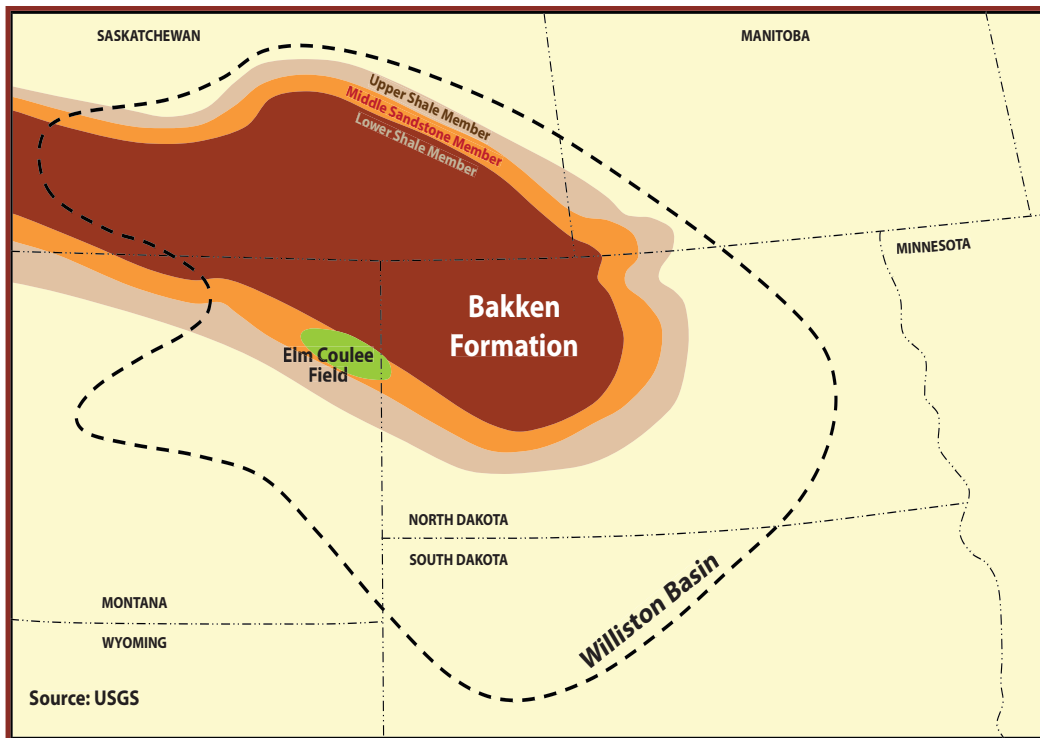 SASKATCHEWAN
MANITOBA
Upper Shale Member
Middle Sandstone Member
Lower Shale Member
MINNESOTA
Bakken
Formation
Elm Coulee
Field
NORTH DAKOTA
SOUTH DAKOTA
Williston Basin
MONTANA
WYOMING
Source: USGS